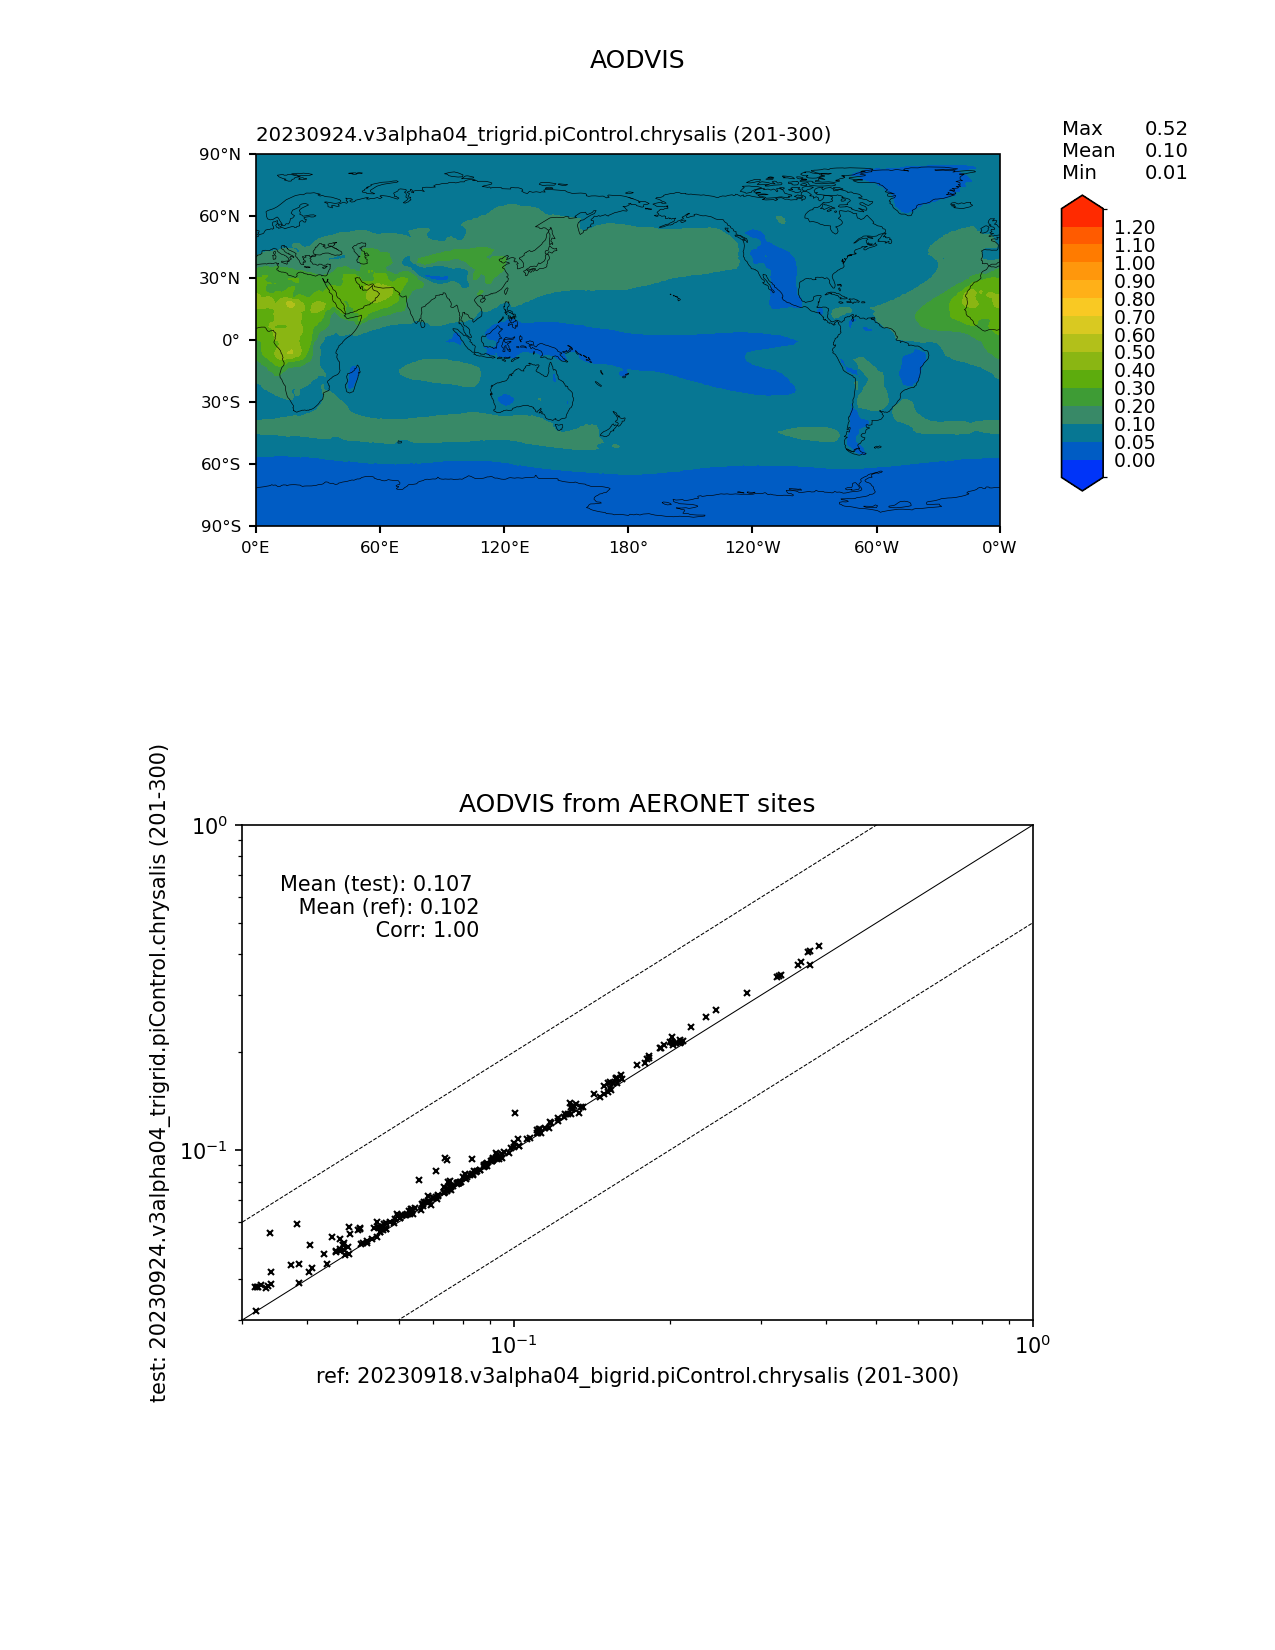 AODVIS
20230924.v3alpha04_trigrid.piControl.chrysalis (201-300)
Max 0.52
Mean 0.10
Min 0.01
90°N
60°N
30°N
0°
30°S
60°S
90°S
0°E 60°E 120°E 180° 120°W 60°W 0°W
1.20
1.10
1.00
0.90
0.80
0.70
0.60
0.50
0.40
0.30
0.20
0.10
0.05
0.00
AODVIS from AERONET sites
test: 20230924.v3alpha04_trigrid.piControl.chrysalis (201-300)
10⁰
10⁻¹
Mean (test): 0.107
Mean (ref): 0.102
Corr: 1.00
10⁻¹ 10⁰
ref: 20230918.v3alpha04_bigrid.piControl.chrysalis (201-300)